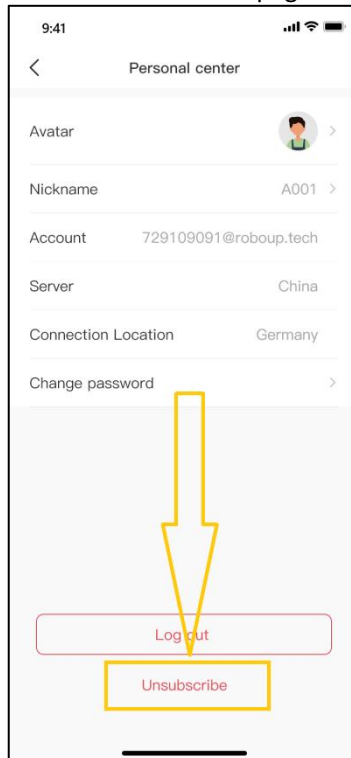 9:41
Personal center
Avatar
Nickname A001
Account 729109091@roboup.tech
Server China
Connection Location Germany
Change password
Log out
Unsubscribe